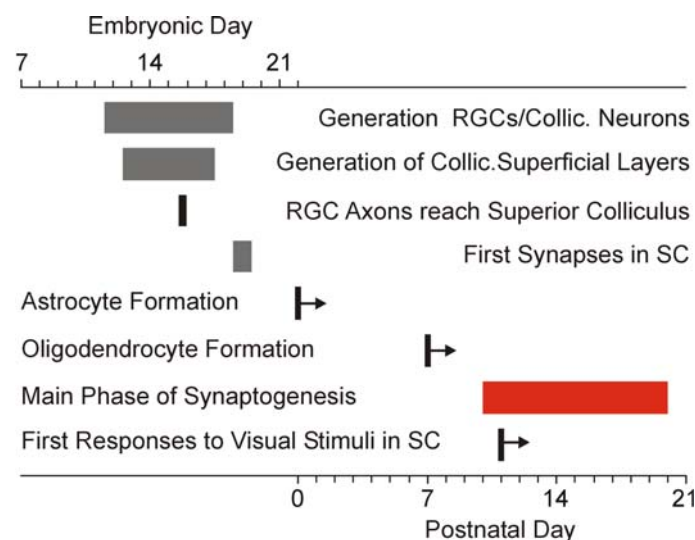 Embryonic Day
7 14 21
Generation RGCs/Collic. Neurons
Generation of Collic.Superficial Layers
RGC Axons reach Superior Colliculus
First Synapses in SC
Astrocyte Formation
Oligodendrocyte Formation
Main Phase of Synaptogenesis
First Responses to Visual Stimuli in SC
0 7 14 21
Postnatal Day